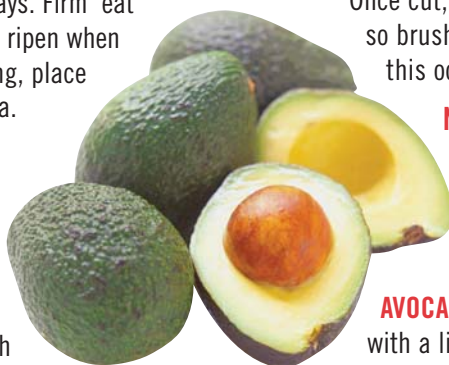 ays. Firm eat
ripen when
ng, place
a.
h
Once cut,
so brush
this oc
N
AVOCA
with a li